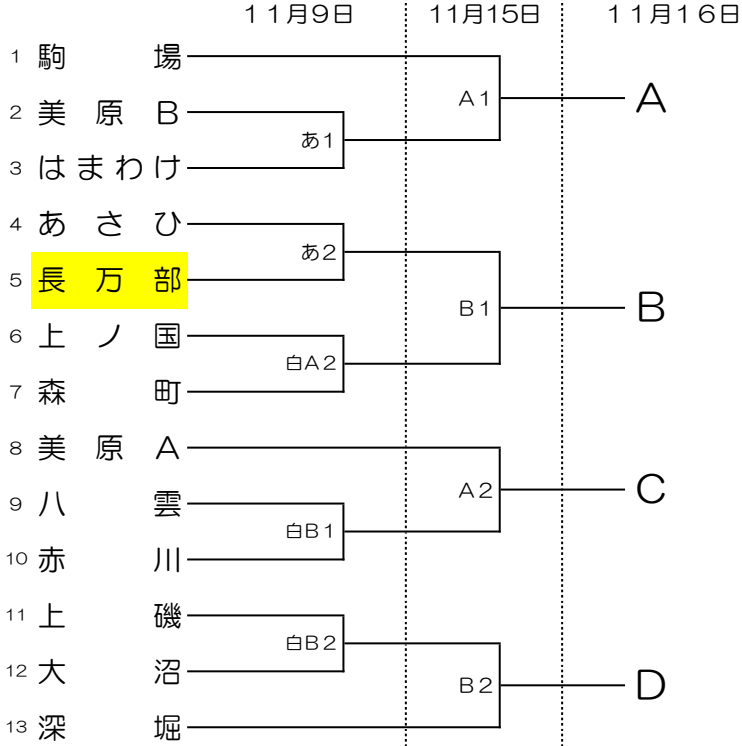 11月9日 11月15日 11月16日
1 駒場
A1 A
2 美原B
あ1
3 はまわけ
4 あさひ
あ2
5 長万部
B1 B
6 上ノ国
白A2
7 森町
8 美原A
A2 C
9 八雲
白B1
10 赤川
11 上磯
白B2
12 大沼
B2 D
13 深堀